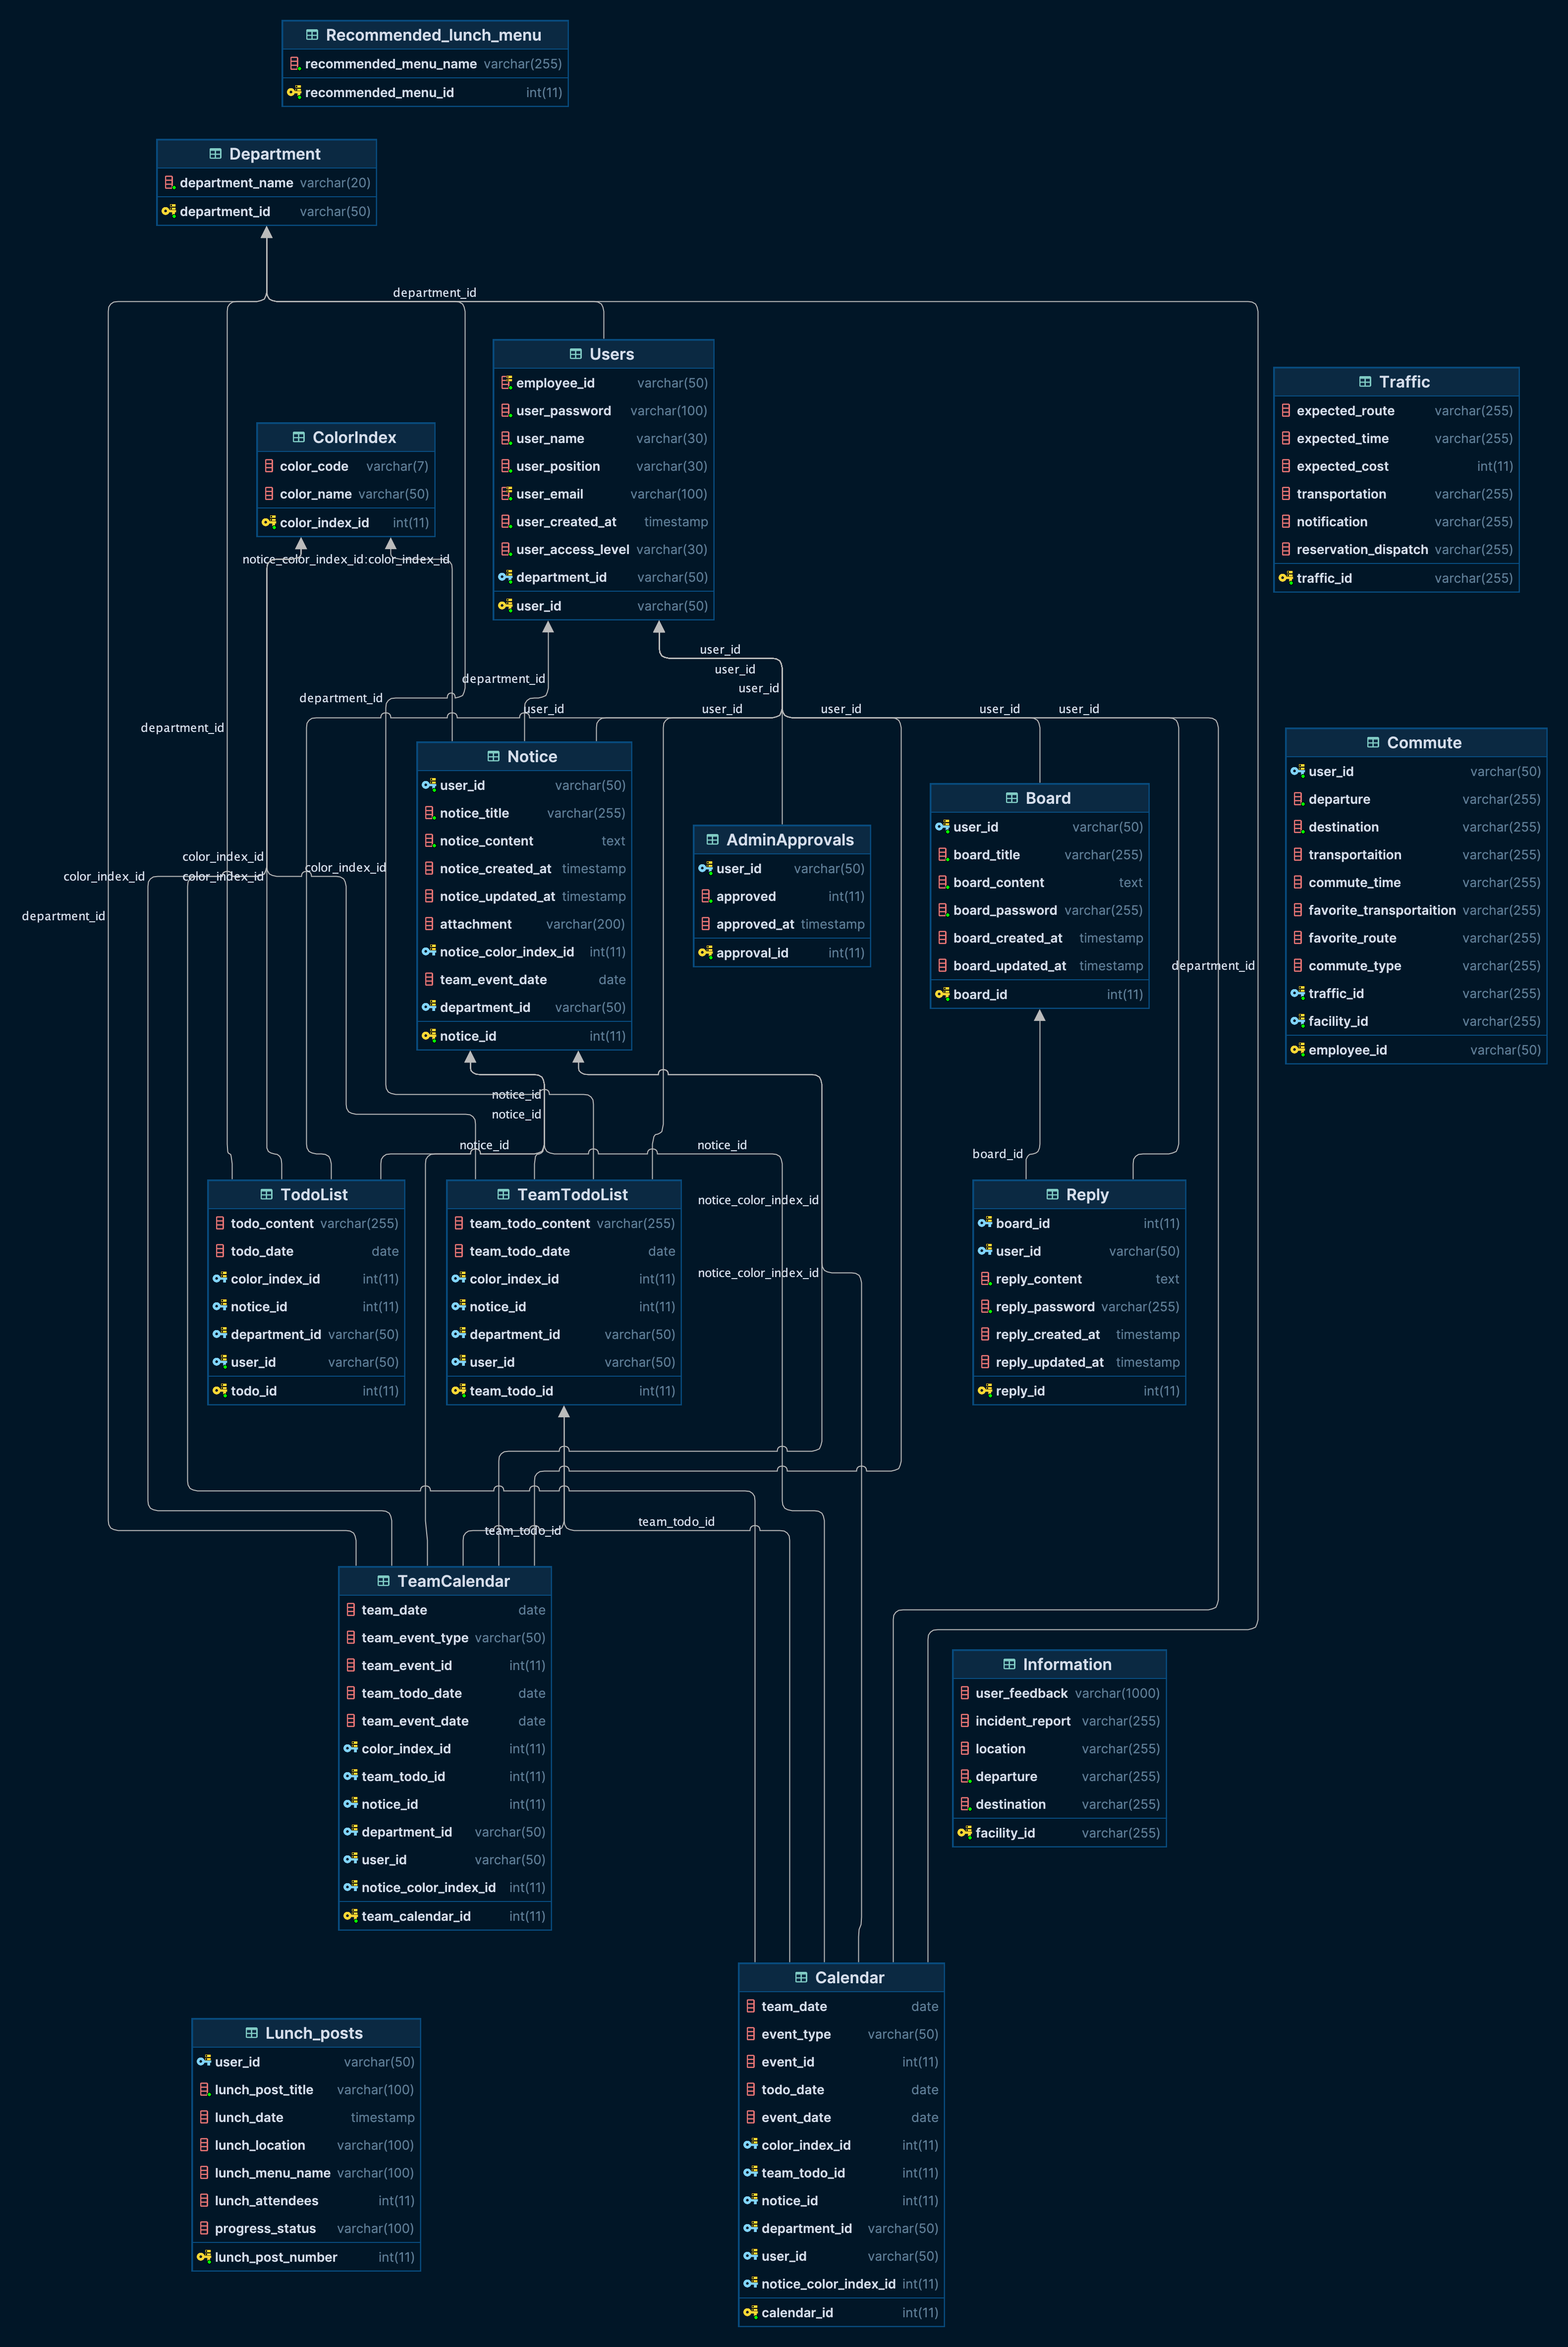 Recommended_lunch_menu
recommended_menu_name varchar(255)
recommended_menu_id int(11)
Department
department_name varchar(20)
department_id varchar(50)
department_id
Users
employee_id varchar(50)
user_password varchar(100)
user_name varchar(30)
user_position varchar(30)
user_email varchar(100)
user_created_at timestamp
user_access_level varchar(30)
department_id varchar(50)
user_id varchar(50)
Traffic
expected_route varchar(255)
expected_time varchar(255)
expected_cost int(11)
transportation varchar(255)
notification varchar(255)
reservation_dispatch varchar(255)
traffic_id varchar(255)
ColorIndex
color_code varchar(7)
color_name varchar(50)
color_index_id int(11)
notice_color_index_id:color_index_id
user_id
user_id
department_id
user_id
department_id
user_id
user_id
user_id
user_id
user_id
department_id
Notice
user_id varchar(50)
notice_title varchar(255)
notice_content text
notice_created_at timestamp
notice_updated_at timestamp
attachment varchar(200)
notice_color_index_id int(11)
team_event_date date
department_id varchar(50)
notice_id int(11)
AdminApprovals
user_id varchar(50)
approved int(11)
approved_at timestamp
approval_id int(11)
Board
user_id varchar(50)
board_title varchar(255)
board_content text
board_password varchar(255)
board_created_at timestamp
board_updated_at timestamp
board_id int(11)
Commute
user_id varchar(50)
departure varchar(255)
destination varchar(255)
transportaition varchar(255)
commute_time varchar(255)
favorite_transportaition varchar(255)
favorite_route varchar(255)
commute_type varchar(255)
traffic_id varchar(255)
facility_id varchar(255)
employee_id varchar(50)
color_index_id
color_index_id
color_index_id
color_index_id
department_id
department_id
notice_id
notice_id
notice_id
notice_id
board_id
notice_color_index_id
notice_color_index_id
TodoList
todo_content varchar(255)
todo_date date
color_index_id int(11)
notice_id int(11)
department_id varchar(50)
user_id varchar(50)
todo_id int(11)
TeamTodoList
team_todo_content varchar(255)
team_todo_date date
color_index_id int(11)
notice_id int(11)
department_id varchar(50)
user_id varchar(50)
team_todo_id int(11)
Reply
board_id int(11)
user_id varchar(50)
reply_content text
reply_password varchar(255)
reply_created_at timestamp
reply_updated_at timestamp
reply_id int(11)
team_todo_id
team_todo_id
TeamCalendar
team_date date
team_event_type varchar(50)
team_event_id int(11)
team_todo_date date
team_event_date date
color_index_id int(11)
team_todo_id int(11)
notice_id int(11)
department_id varchar(50)
user_id varchar(50)
notice_color_index_id int(11)
team_calendar_id int(11)
Information
user_feedback varchar(1000)
incident_report varchar(255)
location varchar(255)
departure varchar(255)
destination varchar(255)
facility_id varchar(255)
Calendar
team_date date
event_type varchar(50)
event_id int(11)
todo_date date
event_date date
color_index_id int(11)
team_todo_id int(11)
notice_id int(11)
department_id varchar(50)
user_id varchar(50)
notice_color_index_id int(11)
calendar_id int(11)
Lunch_posts
user_id varchar(50)
lunch_post_title varchar(100)
lunch_date timestamp
lunch_location varchar(100)
lunch_menu_name varchar(100)
lunch_attendees int(11)
progress_status varchar(100)
lunch_post_number int(11)